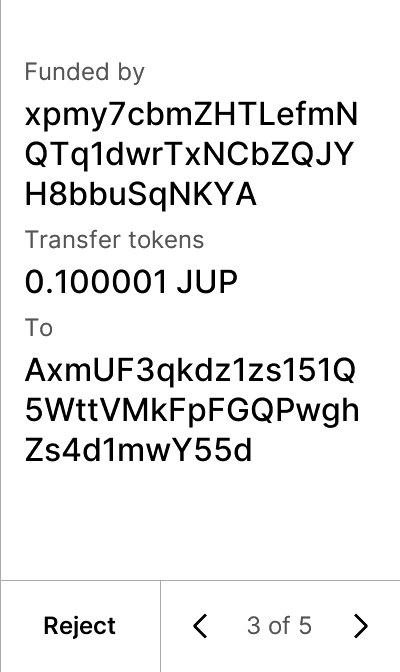 Funded by
xpmy7cbmZHTLefmN
QTq1dwrTxNCbZQJY
H8bbuSqNKYA
Transfer tokens
0.100001 JUP
To
AxmUF3qkdz1zs151Q
5WttVMkFpFGQPwgh
Zs4d1mwY55d
Reject
3 of 5